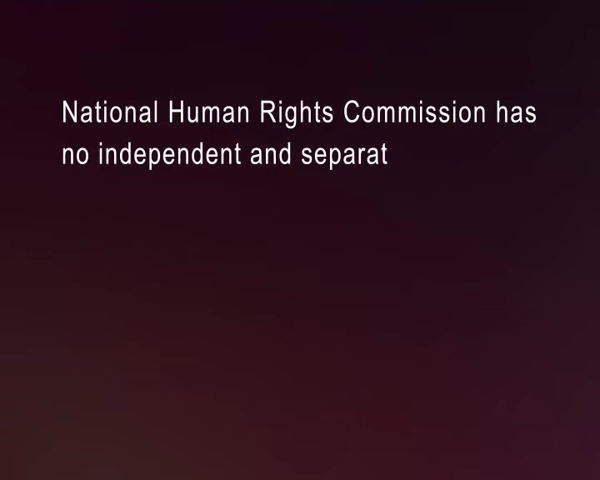 National Human Rights Commission has
no independent and separat